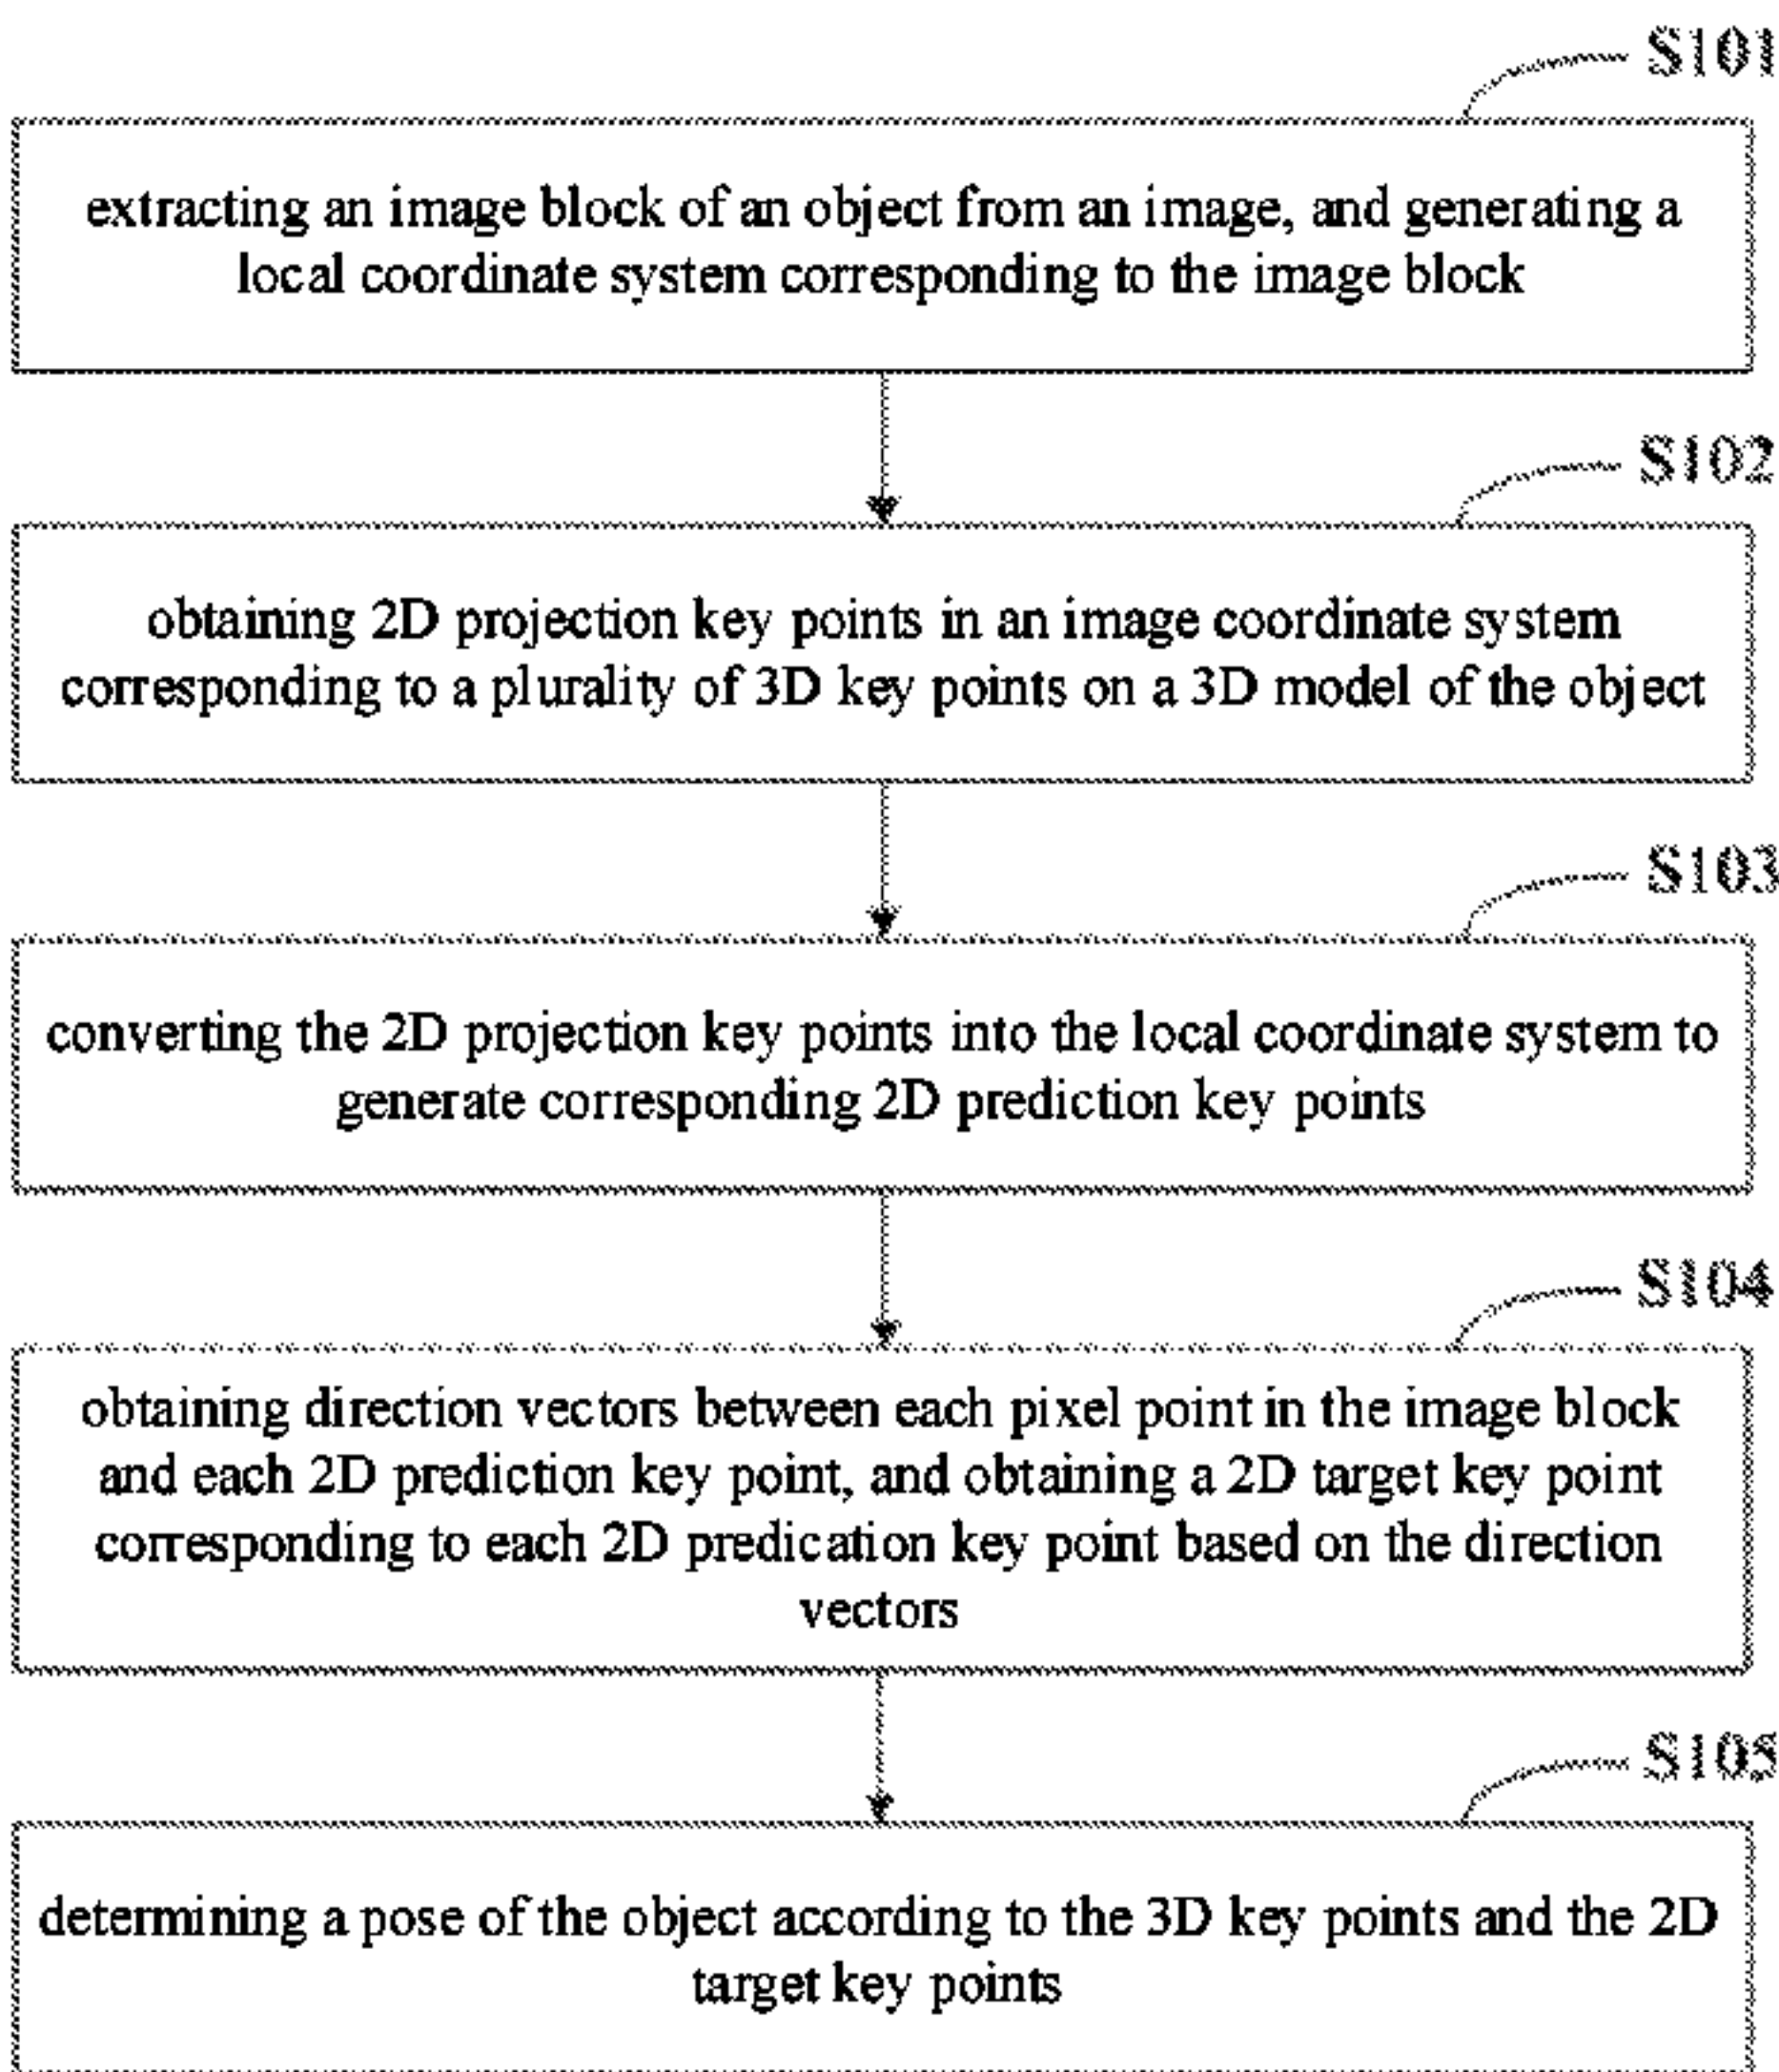 S101
extracting an image block of an object from an image, and generating a
local coordinate system corresponding to the image block
S102
obtaining 2D projection key points in an image coordinate system
corresponding to a plurality of 3D key points on a 3D model of the object
S103
converting the 2D projection key points into the local coordinate system to
generate corresponding 2D prediction key points
S104
obtaining direction vectors between each pixel point in the image block
and each 2D prediction key point, and obtaining a 2D target key point
corresponding to each 2D predication key point based on the direction
vectors
S105
determining a pose of the object according to the 3D key points and the 2D
target key points